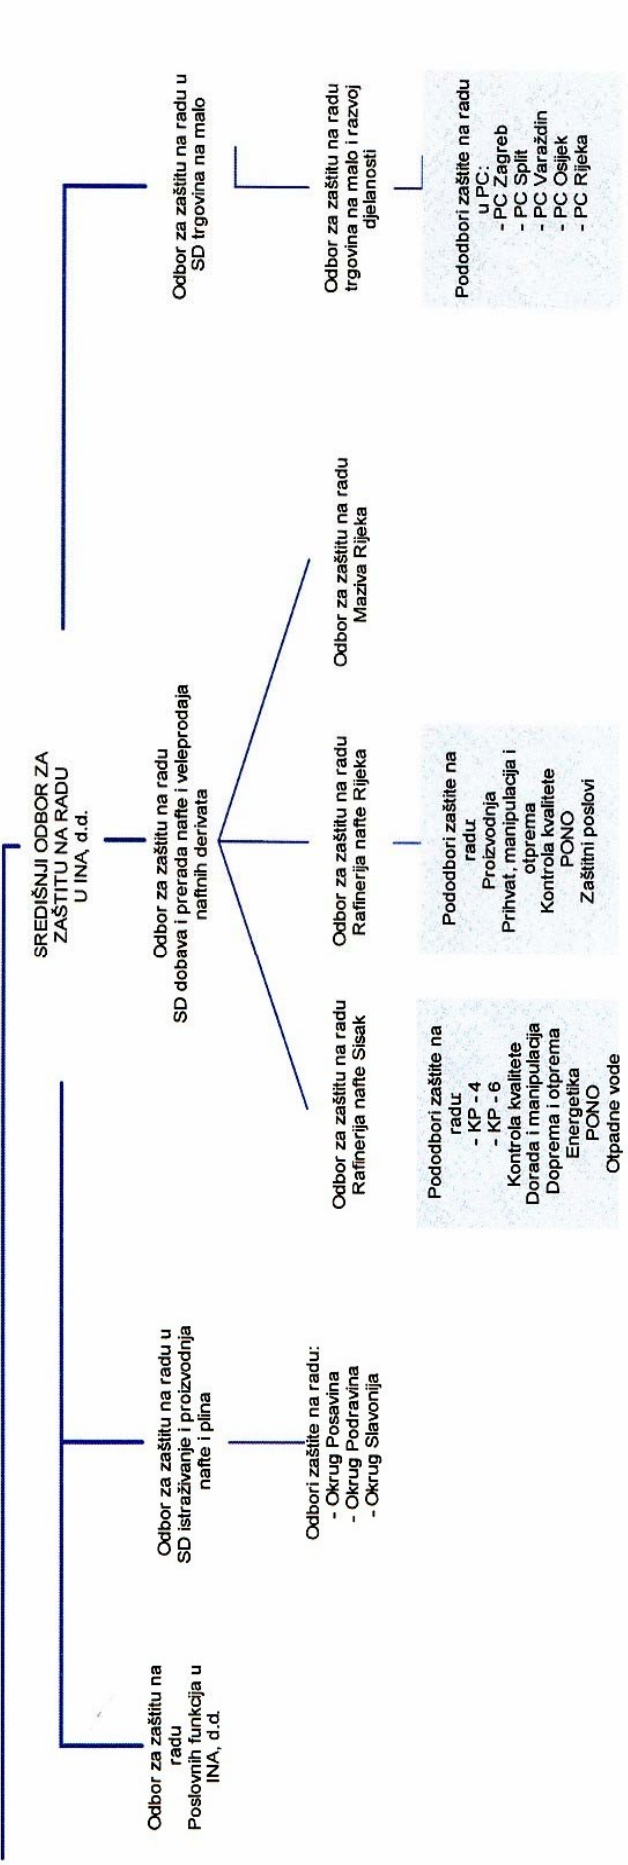 SREDIŠNJI ODBOR ZA
ZAŠTITU NA RADU
U INA, d.d.
Odbor za zaštitu na
radu
Poslovnih funkcija u
INA, d.d.
Odbor za zaštitu na radu u
SD istraživanje i proizvodnja
nafte i plina
Odbor za zaštitu na radu
SD dobava i prerada nafte i veleprodaja
naftnih derivata
Odbor za zaštitu na radu u
SD trgovina na malo
Odbori zaštite na radu:
- Okrug Posavina
- Okrug Podravina
- Okrug Slavonija
Odbor za zaštitu na radu
Rafinerija nafte Sisak
Odbor za zaštitu na radu
Rafinerija nafte Rijeka
Odbor za zaštitu na radu
Maziva Rijeka
Odbor za zaštitu na radu
trgovina na malo i razvoj
djelanosti
Pododbori zaštite na
radu:
- KP - 4
- KP - 6
Kontrola kvalitete
Dorada i manipulacija
Doprema i otprema
Energetika
PONO
Otpadne vode
Pododbori zaštite na
radu:
Proizvodnja
Prihvat, manipulacija i
otprema
Kontrola kvalitete
PONO
Zaštitni poslovi
Pododbori zaštite na radu
u PC:
- PC Zagreb
- PC Split
- PC Varaždin
- PC Osijek
- PC Rijeka